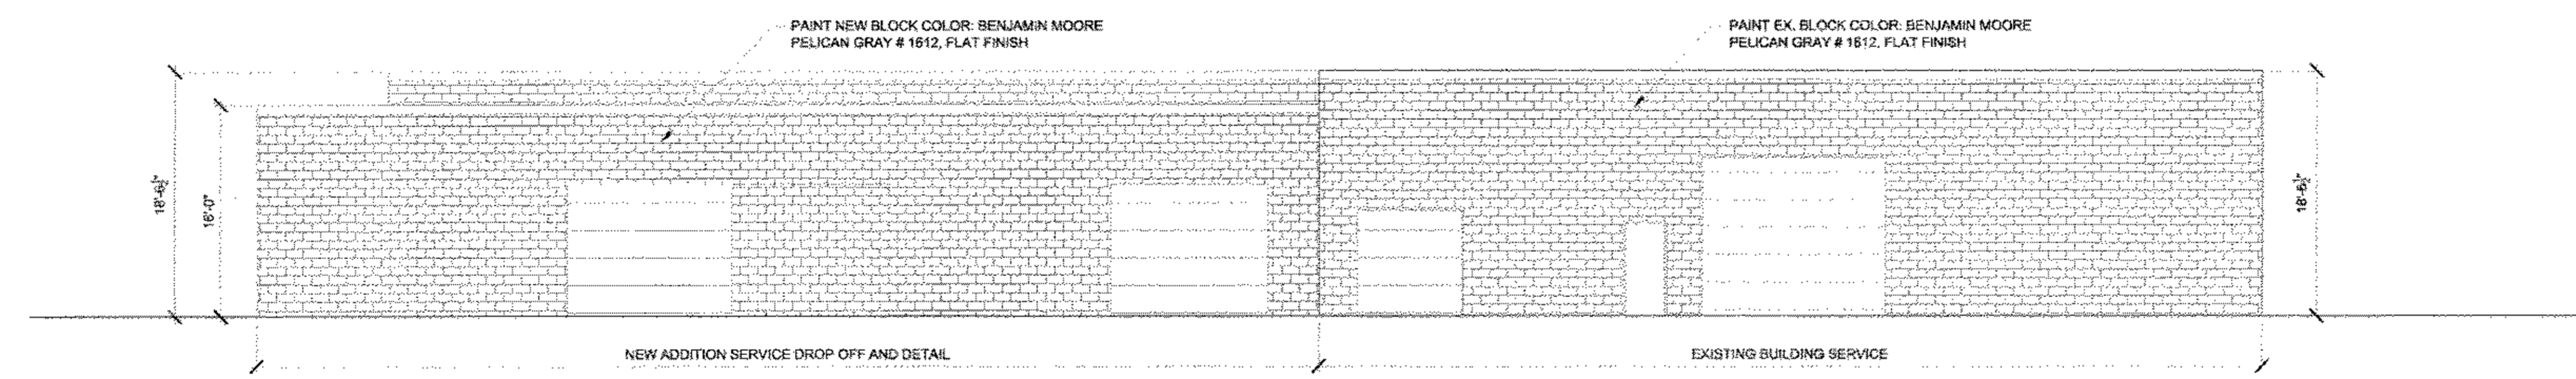 PAINT NEW BLOCK COLOR: BENJAMIN MOORE
PELICAN GRAY # 1612, FLAT FINISH
PAINT EX. BLOCK COLOR: BENJAMIN MOORE
PELICAN GRAY # 1612, FLAT FINISH
18'-6½"
16'-0"
18'-6½"
NEW ADDITION SERVICE DROP OFF AND DETAIL
EXISTING BUILDING SERVICE